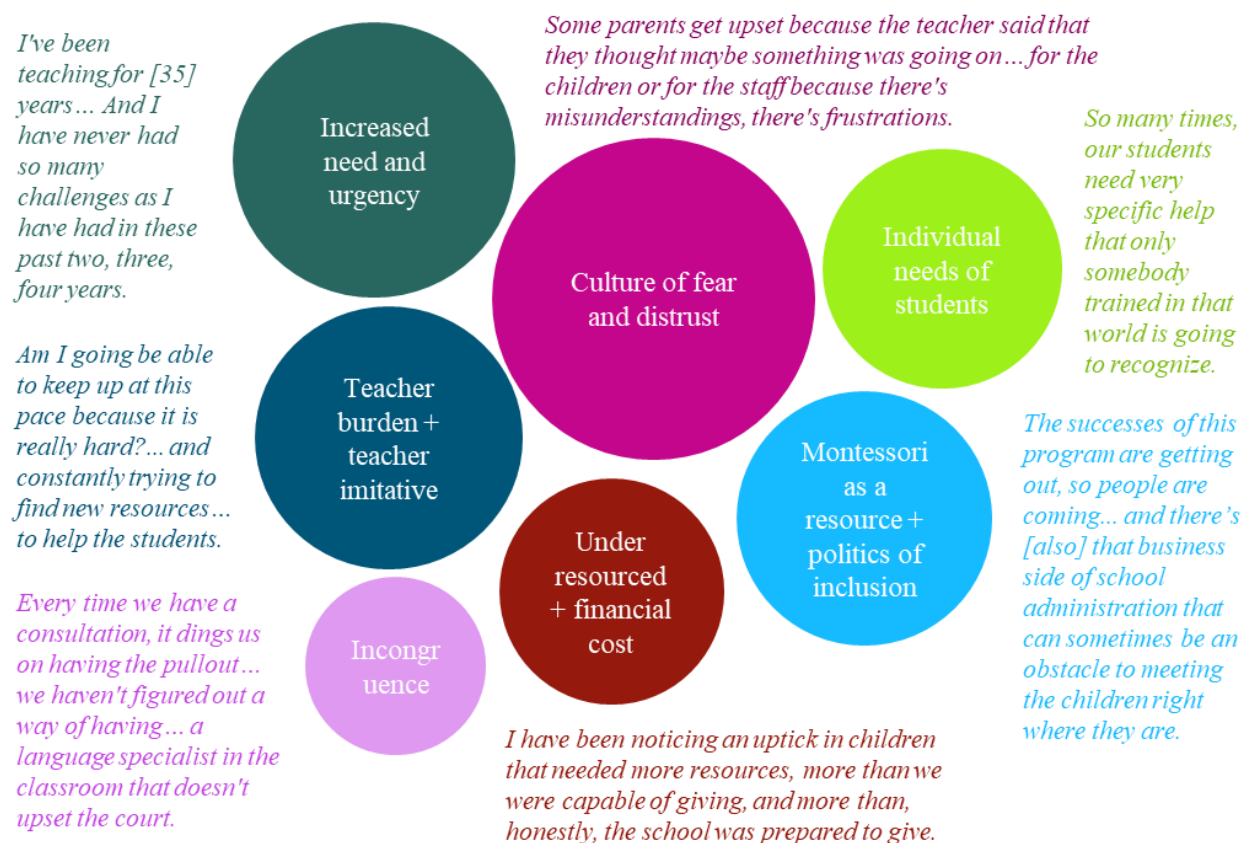 I've been
teaching for [35]
years… And I
have never had
so many
challenges as I
have had in these
past two, three,
four years.
Increased
need and
urgency
Some parents get upset because the teacher said that
they thought maybe something was going on… for the
children or for the staff because there's
misunderstandings, there's frustrations.
Culture of fear
and distrust
Individual
needs of
students
So many times,
our students
need very
specific help
that only
somebody
trained in that
world is going
to recognize.
Am I going be able
to keep up at this
pace because it is
really hard?… and
constantly trying to
find new resources…
to help the students.
Teacher
burden +
teacher
imitative
Under
resourced
+ financial
cost
Montessori
as a
resource +
politics of
inclusion
The successes of this
program are getting
out, so people are
coming… and there’s
[also] that business
side of school
administration that
can sometimes be an
obstacle to meeting
the children right
where they are.
Every time we have a
consultation, it dings us
on having the pullout…
we haven't figured out a
way of having… a
language specialist in the
classroom that doesn't
upset the court.
Incongr
uence
I have been noticing an uptick in children
that needed more resources, more than we
were capable of giving, and more than,
honestly, the school was prepared to give.